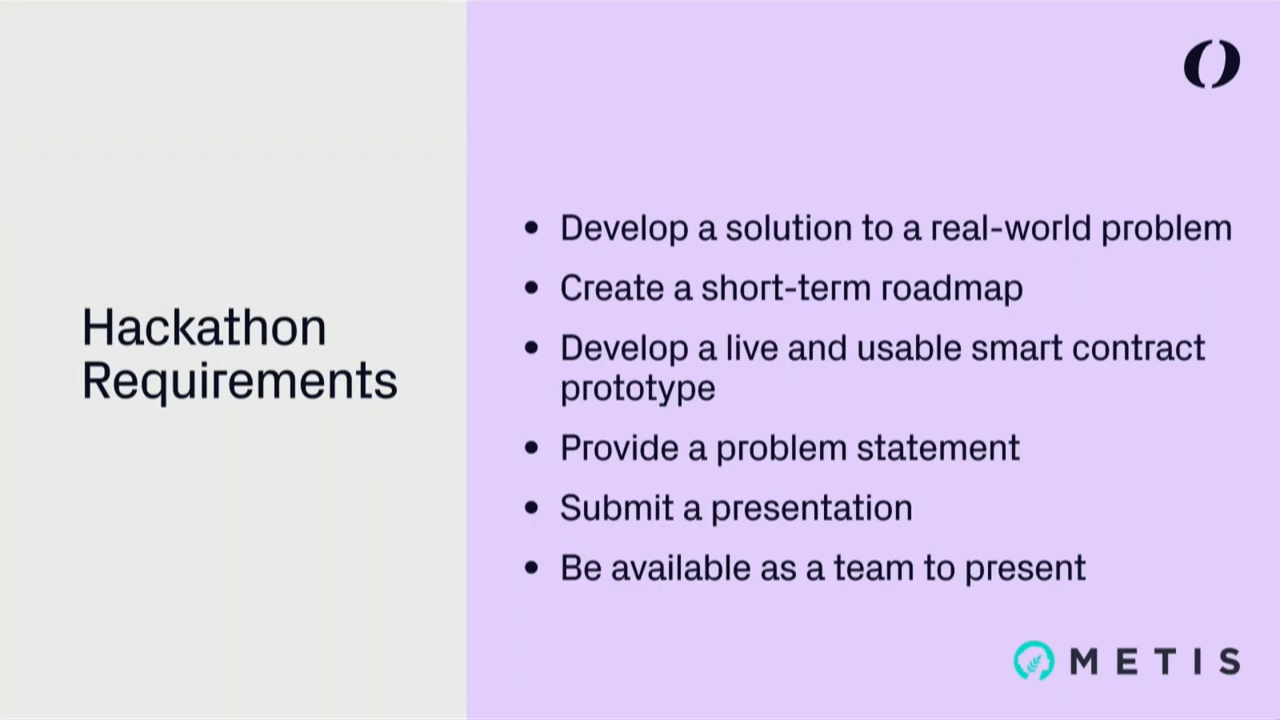 Hackathon
Requirements
• Develop a solution to a real-world problem
• Create a short-term roadmap
• Develop a live and usable smart contract
prototype
• Provide a problem statement
• Submit a presentation
• Be available as a team to present
METIS